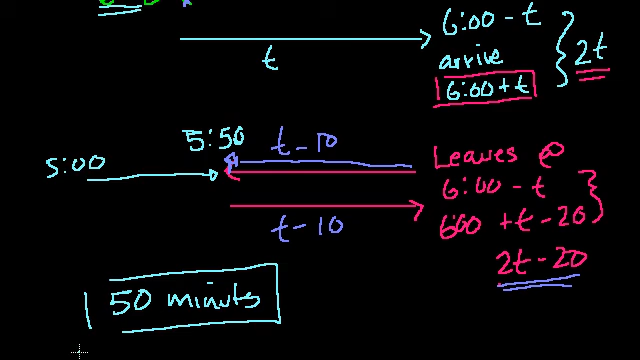 6:00 - t
t
arrive
6:00 + t
2t
5:50
t - 10
5:00
Leaves @
6:00 - t
t - 10
6:00 + t - 20
2t - 20
50 minuts